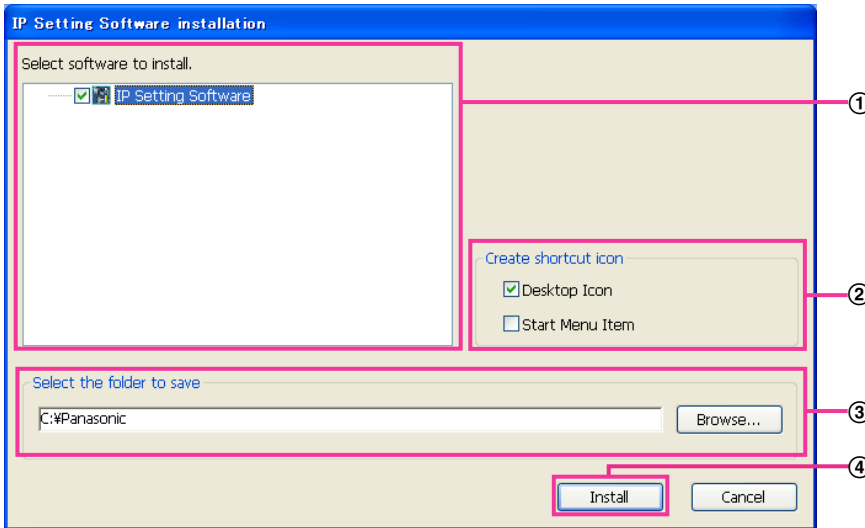 IP Setting Software installation
Select software to install.
IP Setting Software
①
Create shortcut icon
Desktop Icon
②
Start Menu Item
Select the folder to save
C:¥Panasonic
Browse...
③
④
Install
Cancel